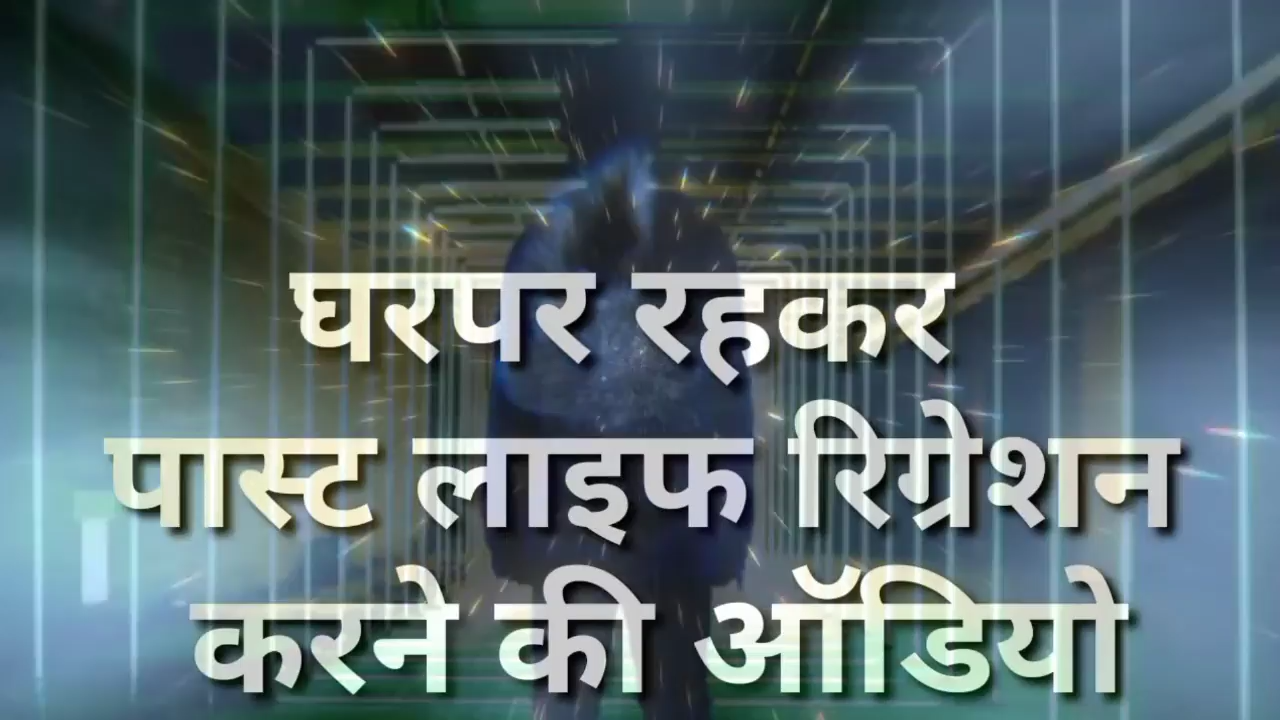 घरपर रहकर
पास्ट लाइफ रिग्रेशन
करने की ऑडियो